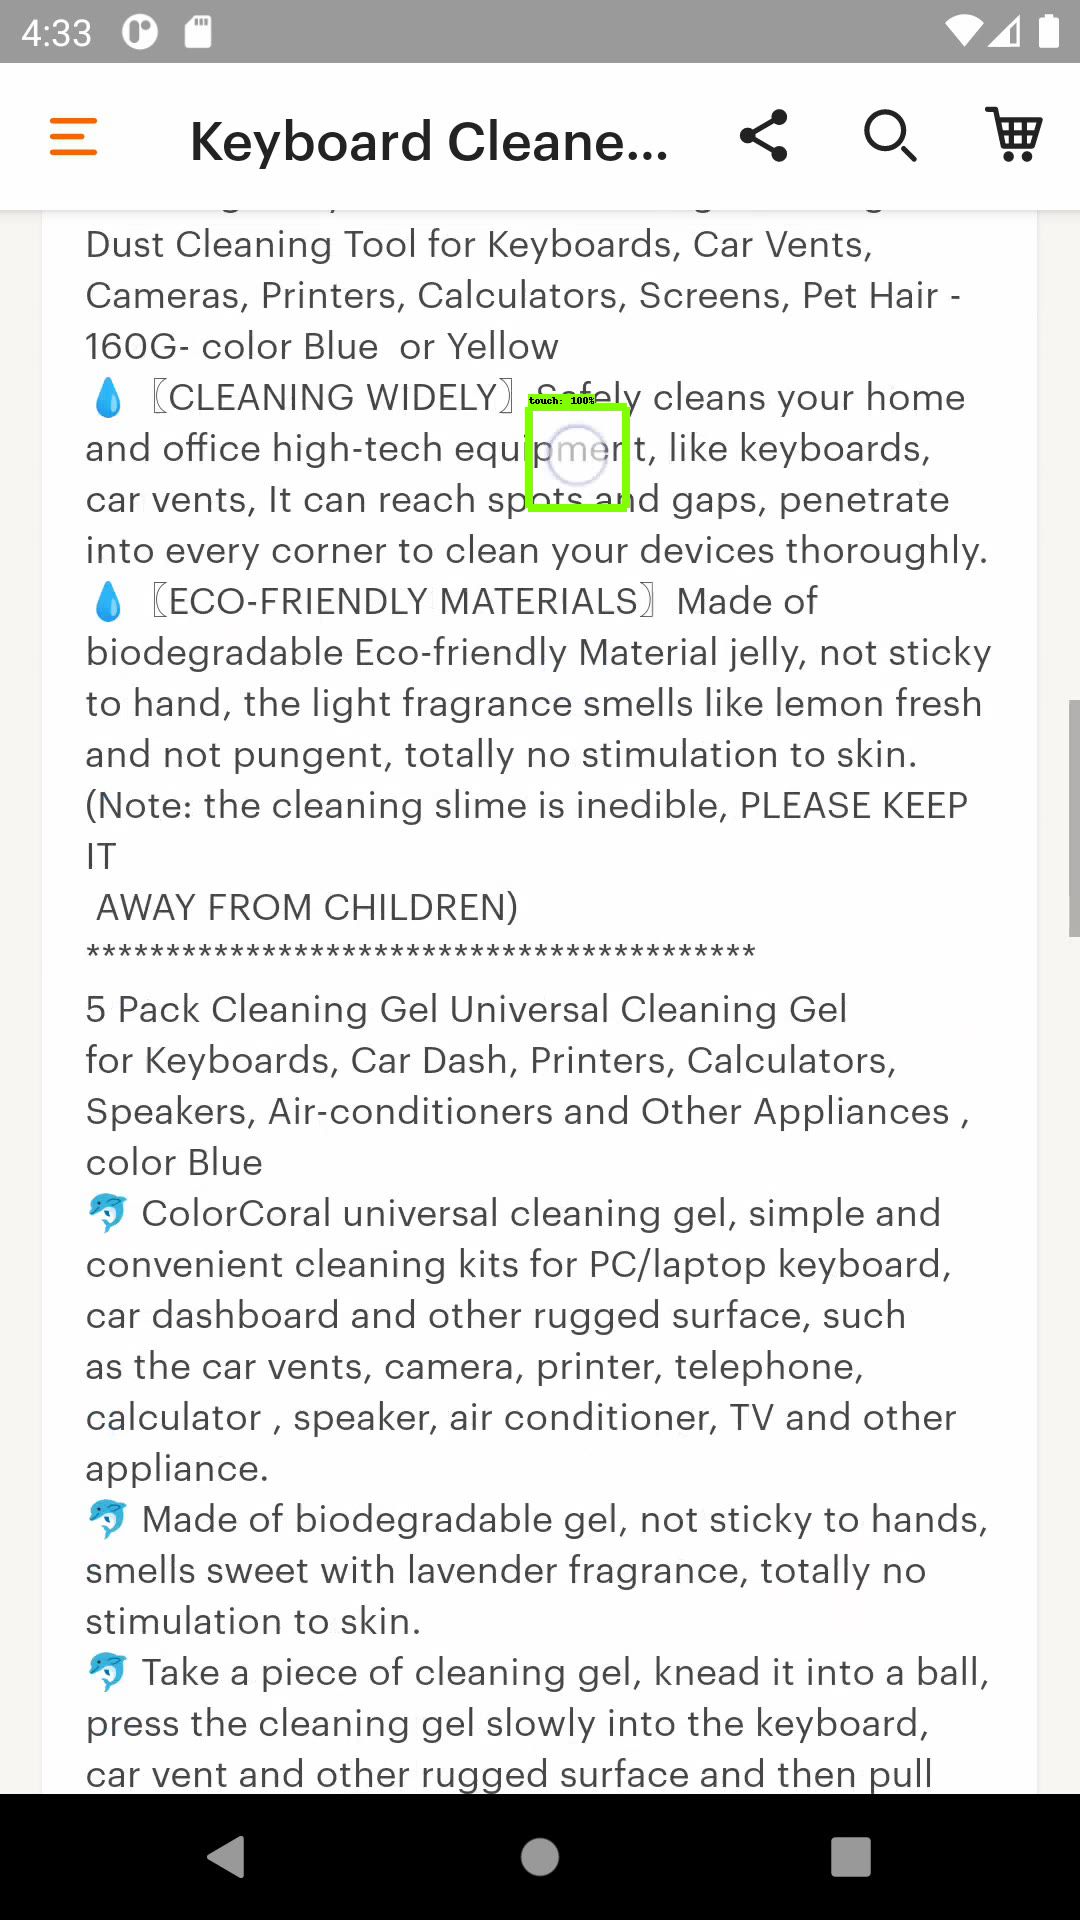 4:33
Keyboard Cleane...
Dust Cleaning Tool for Keyboards, Car Vents,
Cameras, Printers, Calculators, Screens, Pet Hair -
160G- color Blue or Yellow
💧〖CLEANING WIDELY〗Safely cleans your home
touch: 100%
and office high-tech equipment, like keyboards,
car vents, It can reach spots and gaps, penetrate
into every corner to clean your devices thoroughly.
💧〖ECO-FRIENDLY MATERIALS〗Made of
biodegradable Eco-friendly Material jelly, not sticky
to hand, the light fragrance smells like lemon fresh
and not pungent, totally no stimulation to skin.
(Note: the cleaning slime is inedible, PLEASE KEEP
IT
AWAY FROM CHILDREN)
******************************************
5 Pack Cleaning Gel Universal Cleaning Gel
for Keyboards, Car Dash, Printers, Calculators,
Speakers, Air-conditioners and Other Appliances ,
color Blue
🐬 ColorCoral universal cleaning gel, simple and
convenient cleaning kits for PC/laptop keyboard,
car dashboard and other rugged surface, such
as the car vents, camera, printer, telephone,
calculator , speaker, air conditioner, TV and other
appliance.
🐬 Made of biodegradable gel, not sticky to hands,
smells sweet with lavender fragrance, totally no
stimulation to skin.
🐬 Take a piece of cleaning gel, knead it into a ball,
press the cleaning gel slowly into the keyboard,
car vent and other rugged surface and then pull